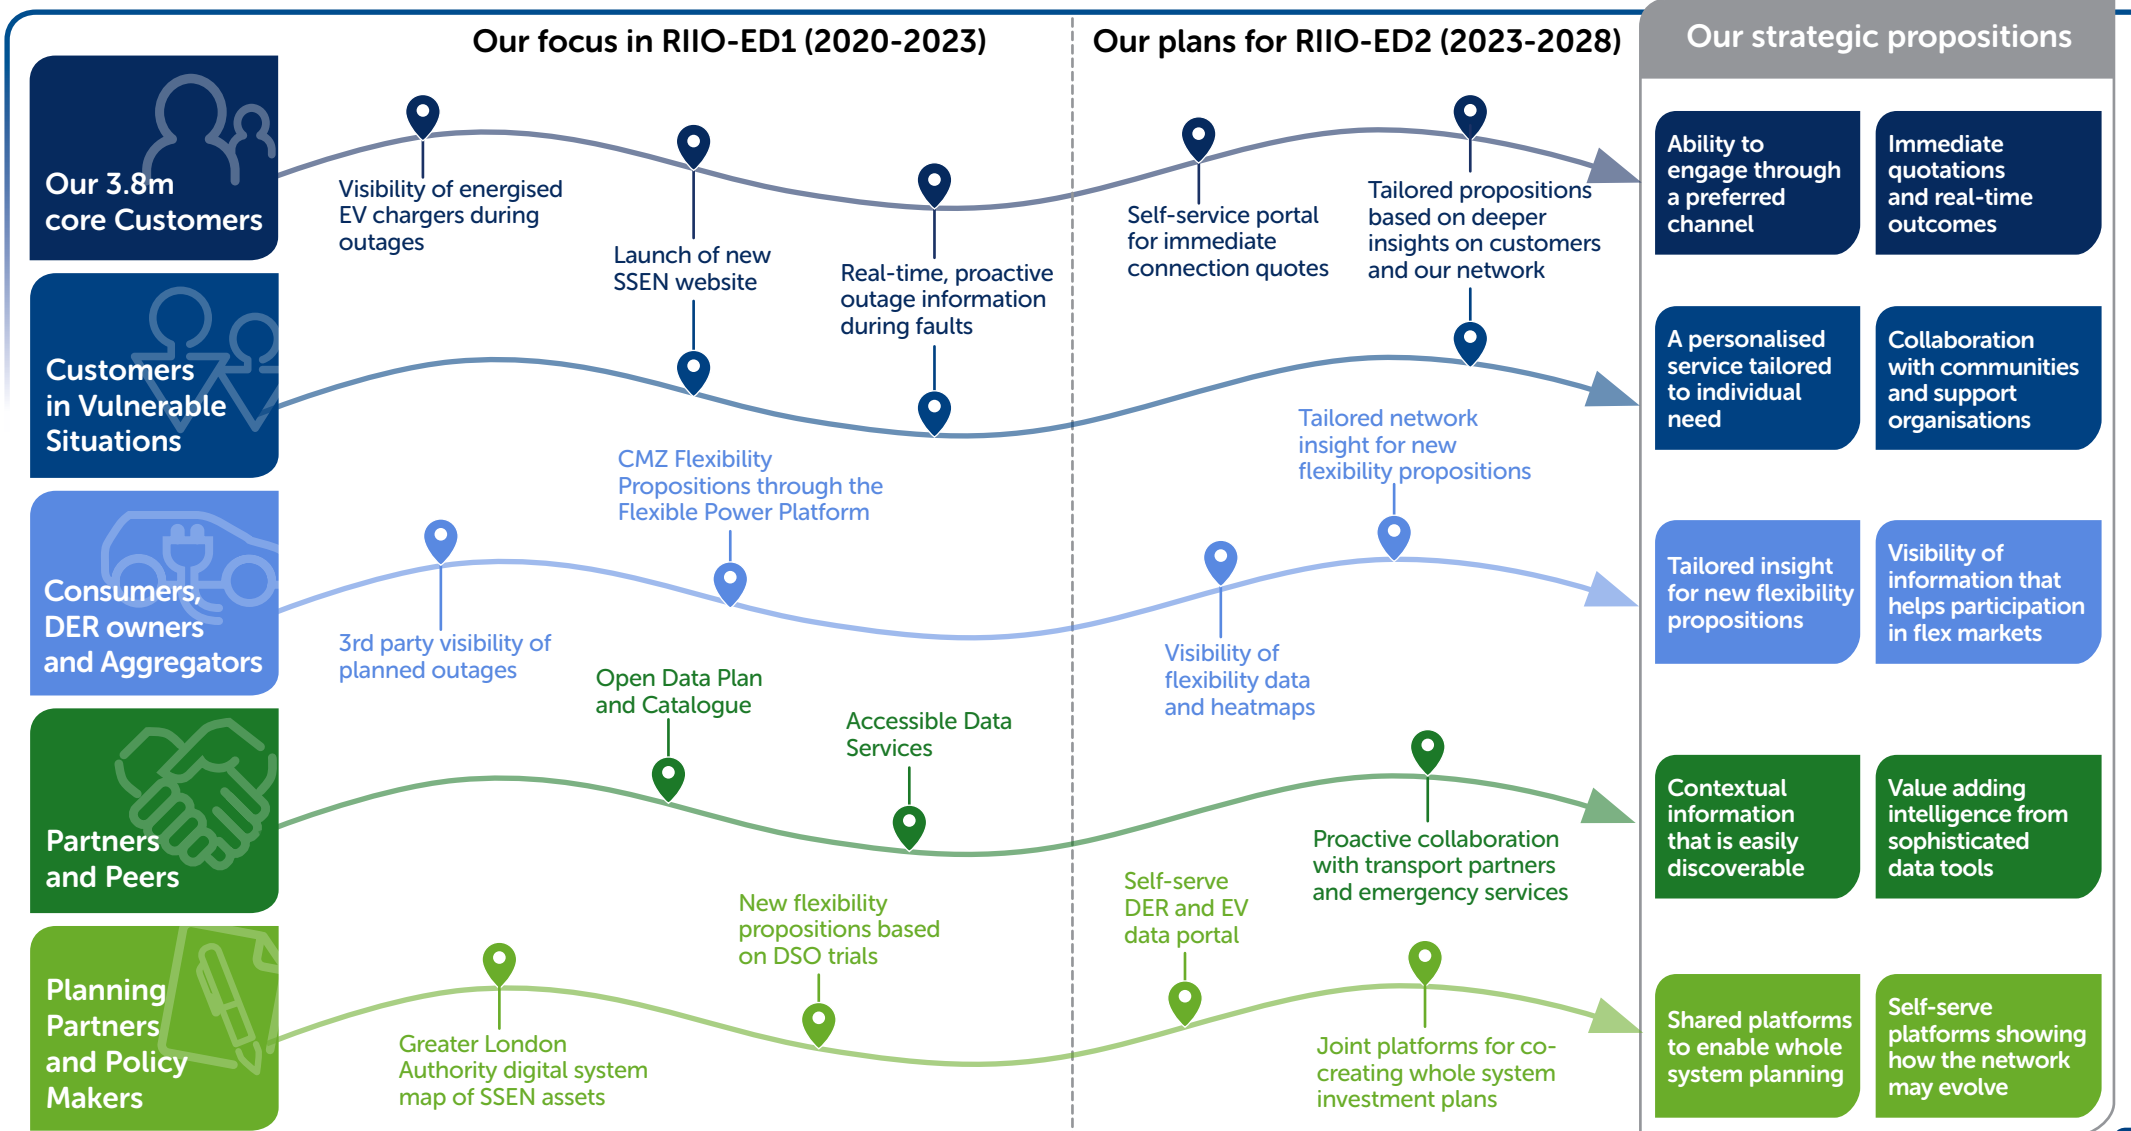 Our focus in RIIO-ED1 (2020-2023)
Our plans for RIIO-ED2 (2023-2028)
Our strategic propositions
Our 3.8m
core Customers
Visibility of energised
EV chargers during
outages
Launch of new
SSEN website
Real-time, proactive
outage information
during faults
Self-service portal
for immediate
connection quotes
Tailored propositions
based on deeper
insights on customers
and our network
Ability to
engage through
a preferred
channel
Immediate
quotations
and real-time
outcomes
Customers
in Vulnerable
Situations
A personalised
service tailored
to individual
need
Collaboration
with communities
and support
organisations
Consumers,
DER owners
and Aggregators
3rd party visibility of
planned outages
CMZ Flexibility
Propositions through the
Flexible Power Platform
Visibility of
flexibility data
and heatmaps
Tailored network
insight for new
flexibility propositions
Tailored insight
for new flexibility
propositions
Visibility of
information that
helps participation
in flex markets
Partners
and Peers
Open Data Plan
and Catalogue
Accessible Data
Services
Proactive collaboration
with transport partners
and emergency services
Contextual
information
that is easily
discoverable
Value adding
intelligence from
sophisticated
data tools
Planning
Partners
and Policy
Makers
Greater London
Authority digital system
map of SSEN assets
New flexibility
propositions based
on DSO trials
Self-serve
DER and EV
data portal
Joint platforms for co-
creating whole system
investment plans
Shared platforms
to enable whole
system planning
Self-serve
platforms showing
how the network
may evolve